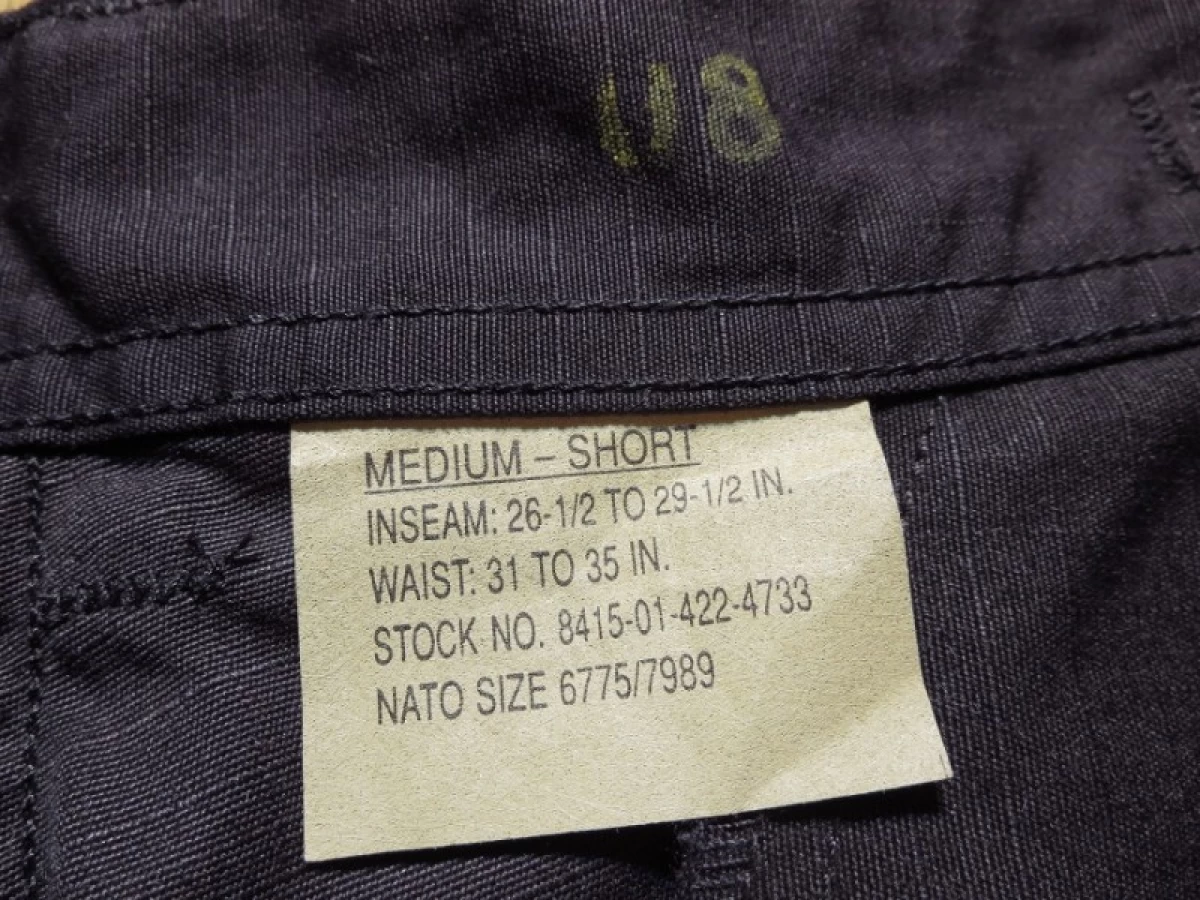 118
MEDIUM – SHORT
INSEAM: 26-1/2 TO 29-1/2 IN.
WAIST: 31 TO 35 IN.
STOCK NO. 8415-01-422-4733
NATO SIZE 6775/7989